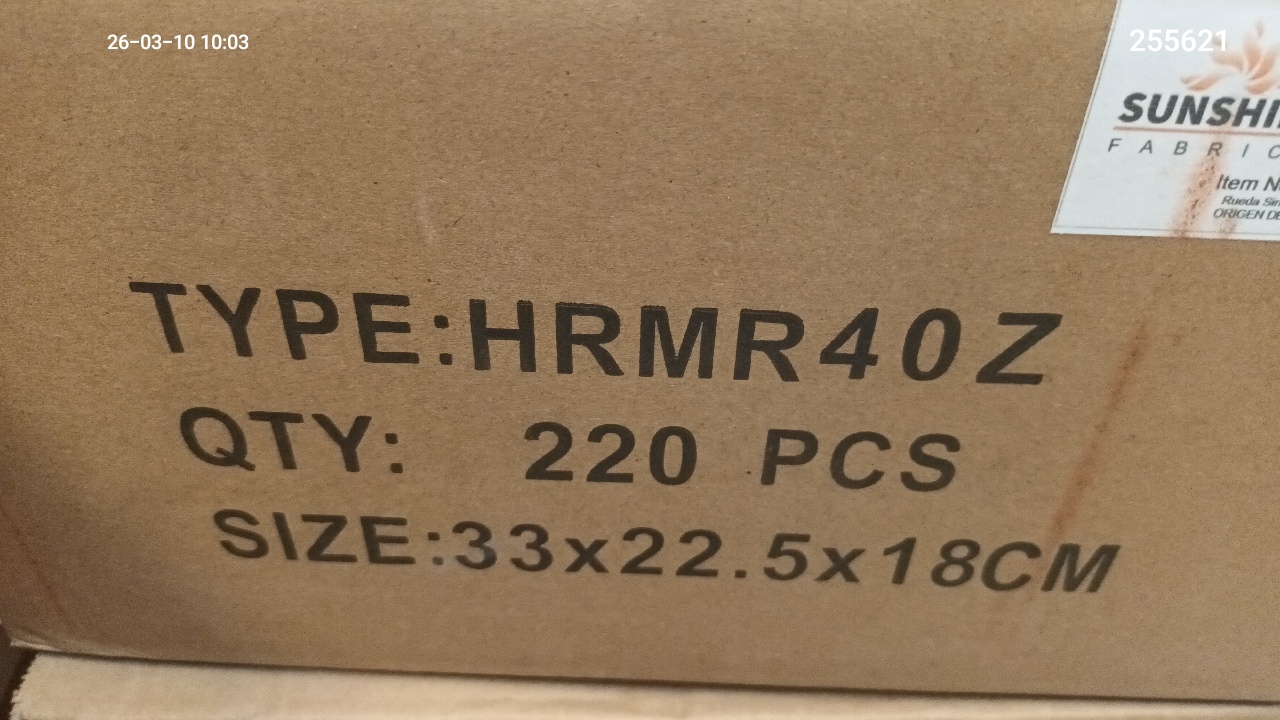 26-03-10 10:03
255621
SUNSHI
FABRIC
Item N
Rueda Sin
ORIGEN DE
TYPE:HRMR40Z
QTY: 220 PCS
SIZE:33x22.5x18CM